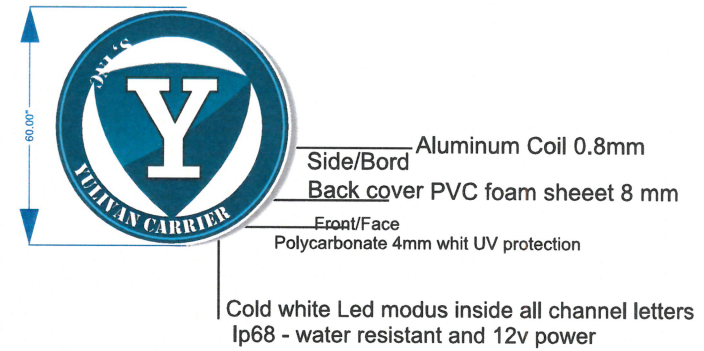 60.00"
Y
YULIVAN CARRIER
Aluminum Coil 0.8mm
Side/Bord
Back cover PVC foam sheeet 8 mm
Front/Face
Polycarbonate 4mm whit UV protection
Cold white Led modus inside all channel letters
Ip68 - water resistant and 12v power